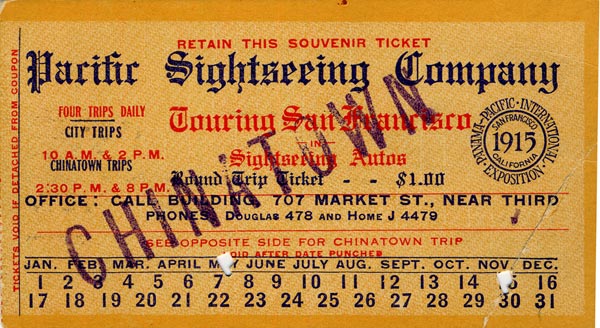 RETAIN THIS SOUVENIR TICKET
Pacific Sightseeing Company
FOUR TRIPS DAILY
CITY TRIPS
10 A.M. & 2 P.M.
CHINATOWN TRIPS
2:30 P.M. & 8 P.M.
Touring San Francisco
IN
Sightseeing Autos
Round Trip Ticket - - $1.00
PANAMA-PACIFIC-INTERNATIONAL EXPOSITION
SAN FRANCISCO
1915
CALIFORNIA
OFFICE: CALL BUILDING, 707 MARKET ST., NEAR THIRD
PHONES, DOUGLAS 478 AND HOME J 4479
SEE OPPOSITE SIDE FOR CHINATOWN TRIP
VOID AFTER DATE PUNCHED
JAN. FEB. MAR. APRIL MAY JUNE JULY AUG. SEPT. OCT. NOV. DEC.
1 2 3 4 5 6 7 8 9 10 11 12 13 14 15 16
17 18 19 20 21 22 23 24 25 26 27 28 29 30 31
TICKETS VOID IF DETACHED FROM COUPON
CHINATOWN